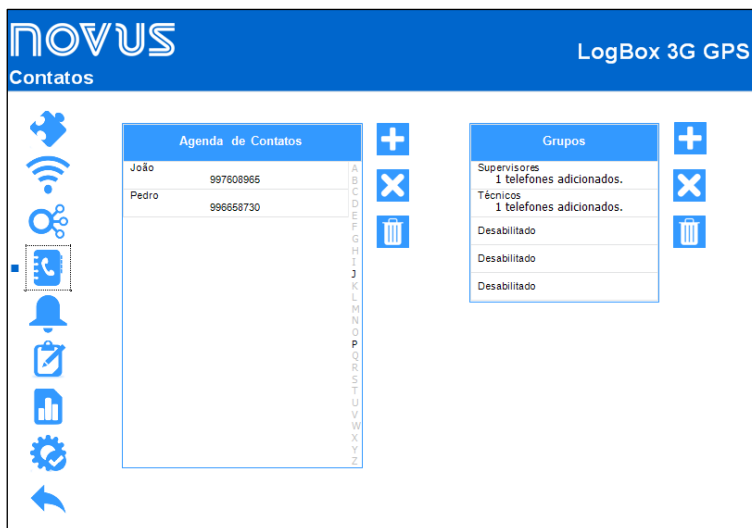 NOVUS
LogBox 3G GPS
Contatos
Agenda de Contatos
João
997608965
Pedro
996658730
A
B
C
D
E
F
G
H
I
J
K
L
M
N
O
P
Q
R
S
T
U
V
W
X
Y
Z
Grupos
Supervisores
1 telefones adicionados.
Técnicos
1 telefones adicionados.
Desabilitado
Desabilitado
Desabilitado